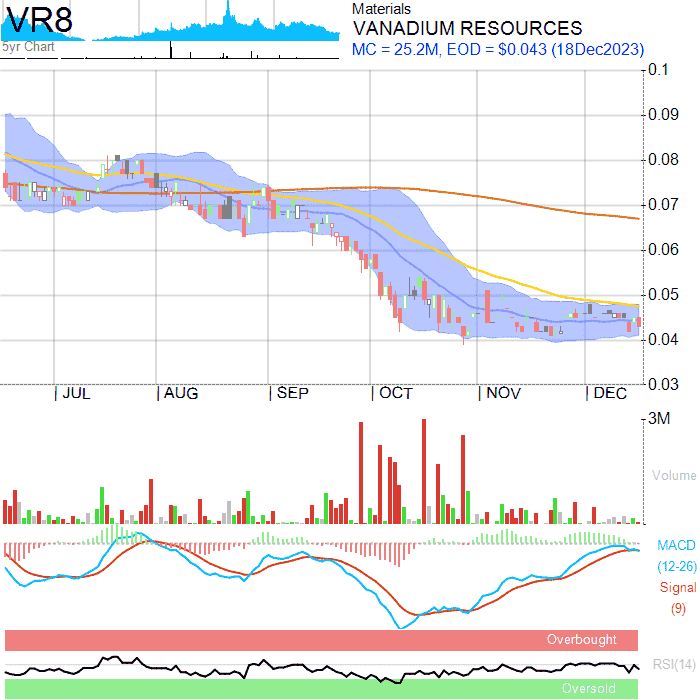 VR8
5yr Chart
Materials
VANADIUM RESOURCES
MC = 25.2M, EOD = $0.043 (18Dec2023)
0.1
0.09
0.08
0.07
0.06
0.05
0.04
0.03
JUL AUG SEP OCT NOV DEC
3M
Volume
MACD
(12-26)
Signal
(9)
Overbought
RSI(14)
Oversold